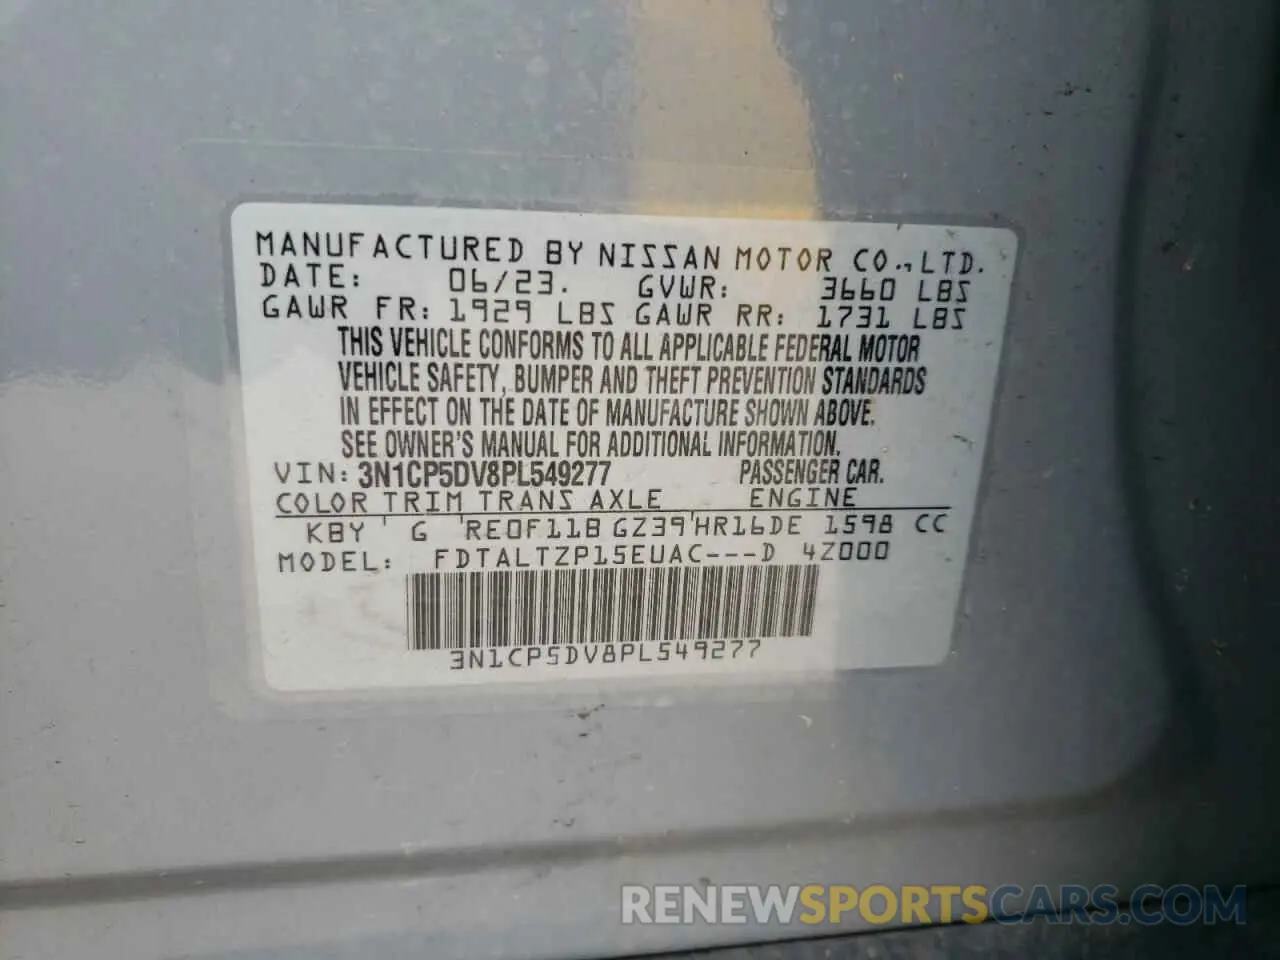 MANUFACTURED BY NISSAN MOTOR CO., LTD.
DATE: 06/23. GVWR: 3660 LBS
GAWR FR: 1929 LBS GAWR RR: 1731 LBS
THIS VEHICLE CONFORMS TO ALL APPLICABLE FEDERAL MOTOR
VEHICLE SAFETY, BUMPER AND THEFT PREVENTION STANDARDS
IN EFFECT ON THE DATE OF MANUFACTURE SHOWN ABOVE.
SEE OWNER'S MANUAL FOR ADDITIONAL INFORMATION.
VIN: 3N1CP5DV8PL549277 PASSENGER CAR.
COLOR TRIM TRANS AXLE ENGINE
KBY ' G 'RE0F11B GZ39'HR16DE 1598 CC
MODEL: FDTALTZP15EUAC---D 4Z000
3N1CP5DV8PL549277
RENEWSPORTSCARS.COM